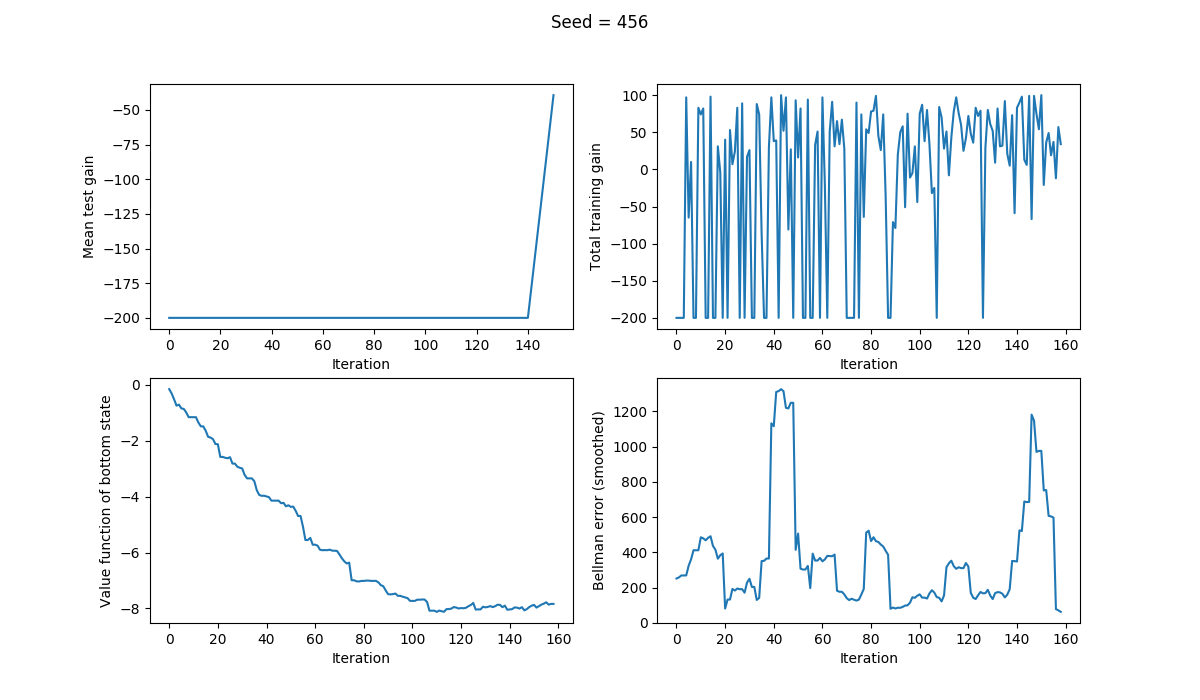 Seed = 456
Mean test gain
−50
−75
−100
−125
−150
−175
−200
0 20 40 60 80 100 120 140
Iteration
Total training gain
100
50
0
−50
−100
−150
−200
0 20 40 60 80 100 120 140 160
Iteration
Value function of bottom state
0
−2
−4
−6
−8
0 20 40 60 80 100 120 140 160
Iteration
Bellman error (smoothed)
1200
1000
800
600
400
200
0
0 20 40 60 80 100 120 140 160
Iteration